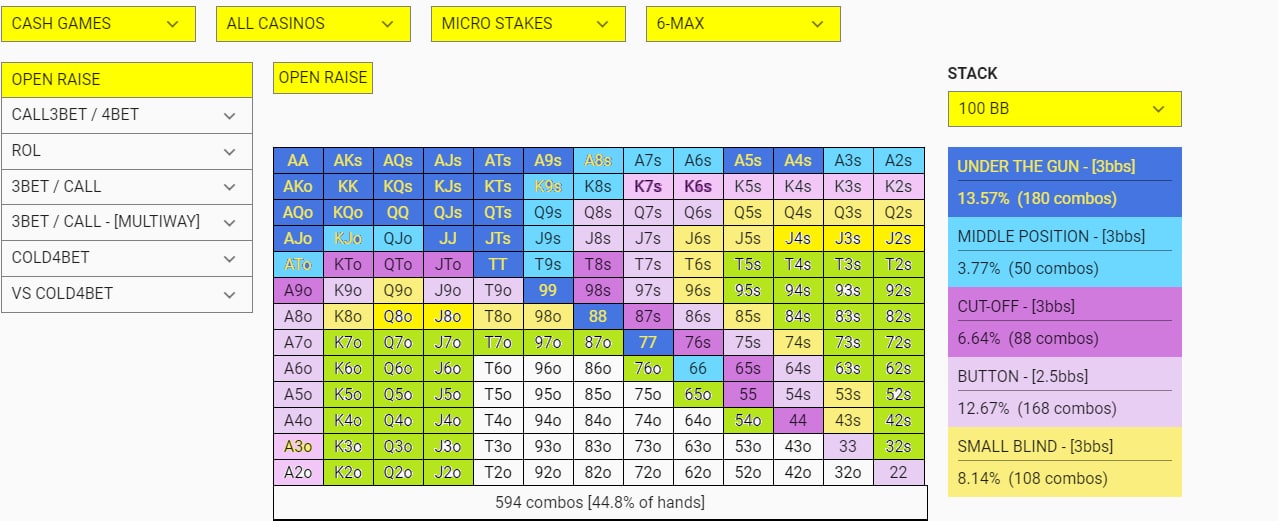 CASH GAMES ALL CASINOS MICRO STAKES 6-MAX
OPEN RAISE
CALL3BET / 4BET
ROL
3BET / CALL
3BET / CALL - [MULTIWAY]
COLD4BET
VS COLD4BET
OPEN RAISE
AA AKs AQs AJs ATs A9s A8s A7s A6s A5s A4s A3s A2s
AKo KK KQs KJs KTs K9s K8s K7s K6s K5s K4s K3s K2s
AQo KQo QQ QJs QTs Q9s Q8s Q7s Q6s Q5s Q4s Q3s Q2s
AJo KJo QJo JJ JTs J9s J8s J7s J6s J5s J4s J3s J2s
ATo KTo QTo JTo TT T9s T8s T7s T6s T5s T4s T3s T2s
A9o K9o Q9o J9o T9o 99 98s 97s 96s 95s 94s 93s 92s
A8o K8o Q8o J8o T8o 98o 88 87s 86s 85s 84s 83s 82s
A7o K7o Q7o J7o T7o 97o 87o 77 76s 75s 74s 73s 72s
A6o K6o Q6o J6o T6o 96o 86o 76o 66 65s 64s 63s 62s
A5o K5o Q5o J5o T5o 95o 85o 75o 65o 55 54s 53s 52s
A4o K4o Q4o J4o T4o 94o 84o 74o 64o 54o 44 43s 42s
A3o K3o Q3o J3o T3o 93o 83o 73o 63o 53o 43o 33 32s
A2o K2o Q2o J2o T2o 92o 82o 72o 62o 52o 42o 32o 22
594 combos [44.8% of hands]
STACK
100 BB
UNDER THE GUN - [3bbs]
13.57% (180 combos)
MIDDLE POSITION - [3bbs]
3.77% (50 combos)
CUT-OFF - [3bbs]
6.64% (88 combos)
BUTTON - [2.5bbs]
12.67% (168 combos)
SMALL BLIND - [3bbs]
8.14% (108 combos)